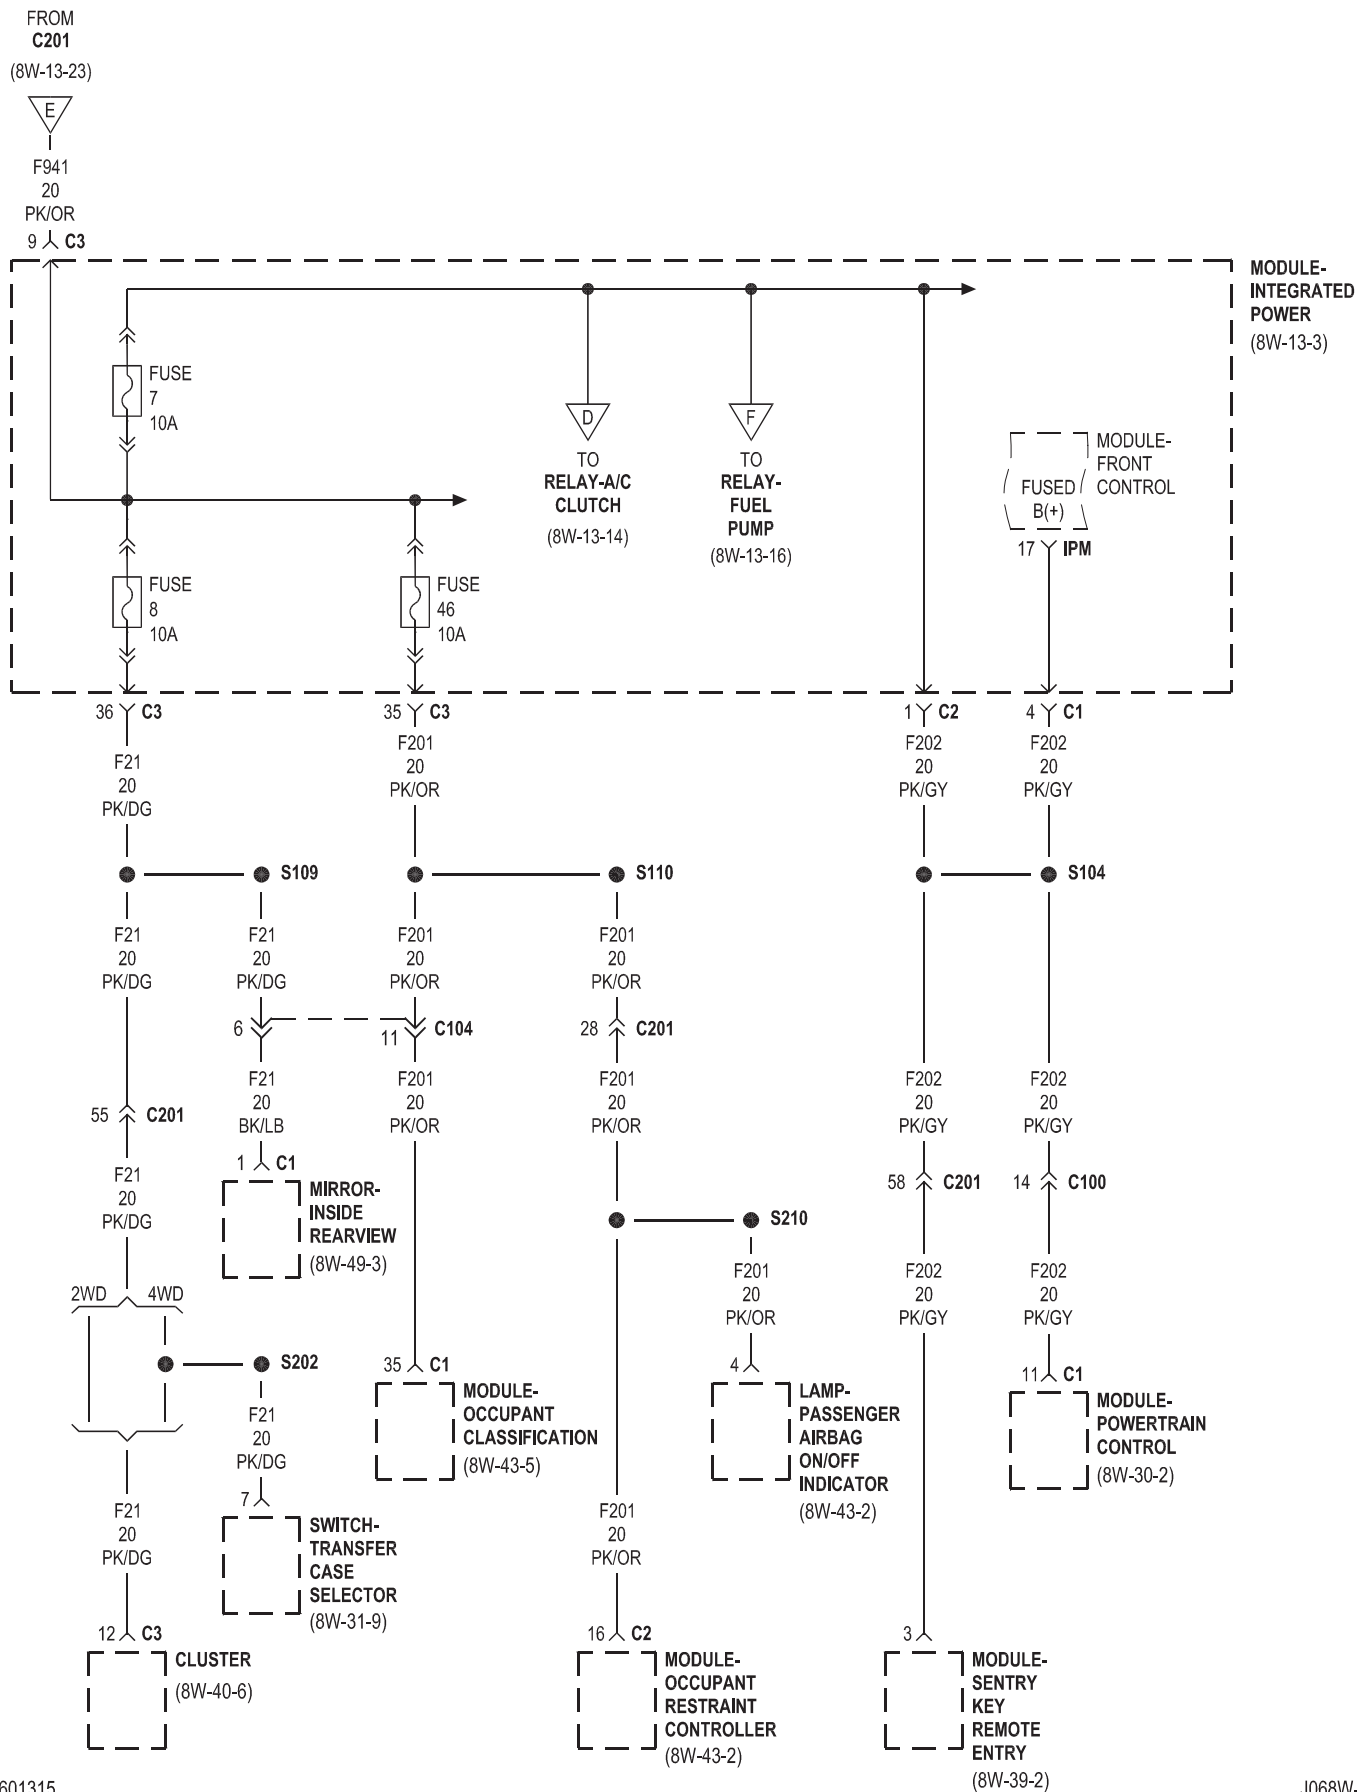 FROM
C201
(8W-13-23)
E
F941
20
PK/OR
9 C3
MODULE-
INTEGRATED
POWER
(8W-13-3)
FUSE
7
10A
D
TO
RELAY-A/C
CLUTCH
(8W-13-14)
F
TO
RELAY-
FUEL
PUMP
(8W-13-16)
MODULE-
FRONT
CONTROL
FUSED
B(+)
17 IPM
FUSE
8
10A
FUSE
46
10A
36 C3
35 C3
1 C2
4 C1
F21
20
PK/DG
F201
20
PK/OR
F202
20
PK/GY
F202
20
PK/GY
S109
S110
S104
F21
20
PK/DG
F21
20
PK/DG
F201
20
PK/OR
F201
20
PK/OR
6
11 C104
28 C201
F21
20
BK/LB
F201
20
PK/OR
F201
20
PK/OR
F202
20
PK/GY
F202
20
PK/GY
55 C201
1 C1
MIRROR-
INSIDE
REARVIEW
(8W-49-3)
F21
20
PK/DG
58 C201
14 C100
S210
2WD 4WD
F201
20
PK/OR
F202
20
PK/GY
F202
20
PK/GY
S202
35 C1
MODULE-
OCCUPANT
CLASSIFICATION
(8W-43-5)
4
LAMP-
PASSENGER
AIRBAG
ON/OFF
INDICATOR
(8W-43-2)
11 C1
MODULE-
POWERTRAIN
CONTROL
(8W-30-2)
F21
20
PK/DG
7
SWITCH-
TRANSFER
CASE
SELECTOR
(8W-31-9)
F21
20
PK/DG
F201
20
PK/OR
12 C3
CLUSTER
(8W-40-6)
16 C2
MODULE-
OCCUPANT
RESTRAINT
CONTROLLER
(8W-43-2)
3
MODULE-
SENTRY
KEY
REMOTE
ENTRY
(8W-39-2)
601315
J068W-